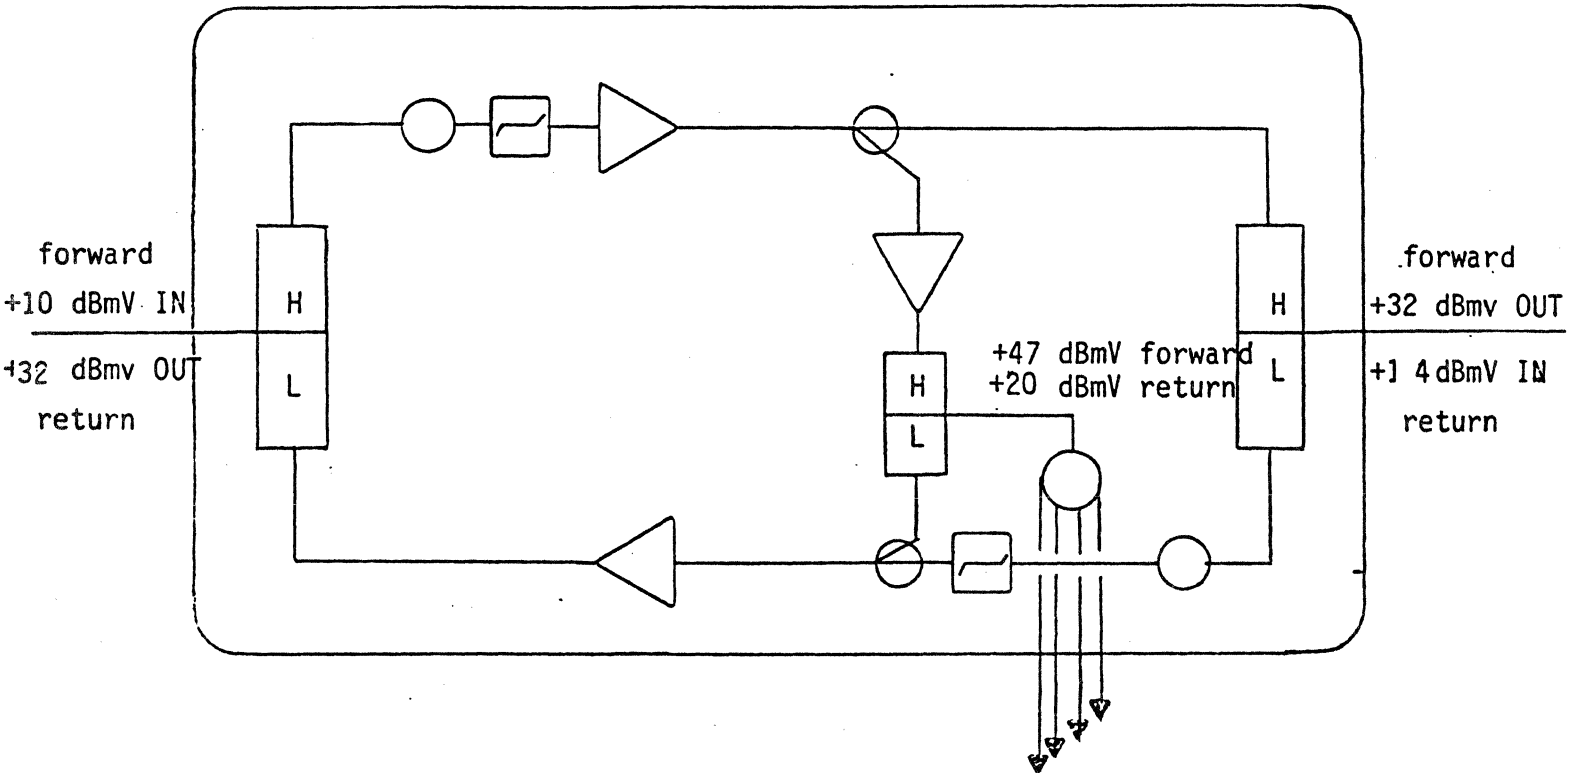 forward
+10 dBmV IN
+32 dBmv OUT
return
H
L
H
L
+47 dBmV forward
+20 dBmV return
H
L
.forward
+32 dBmv OUT
+1 4dBmV IN
return